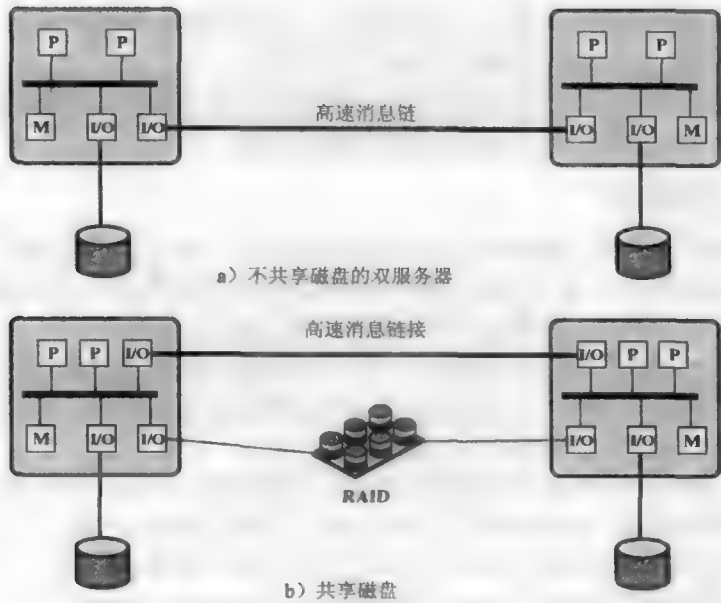 P P
P P
M I/O I/O
高速消息链
I/O I/O M
a）不共享磁盘的双服务器
P P I/O
高速消息链接
I/O P P
M I/O I/O
I/O I/O M
RAID
b）共享磁盘